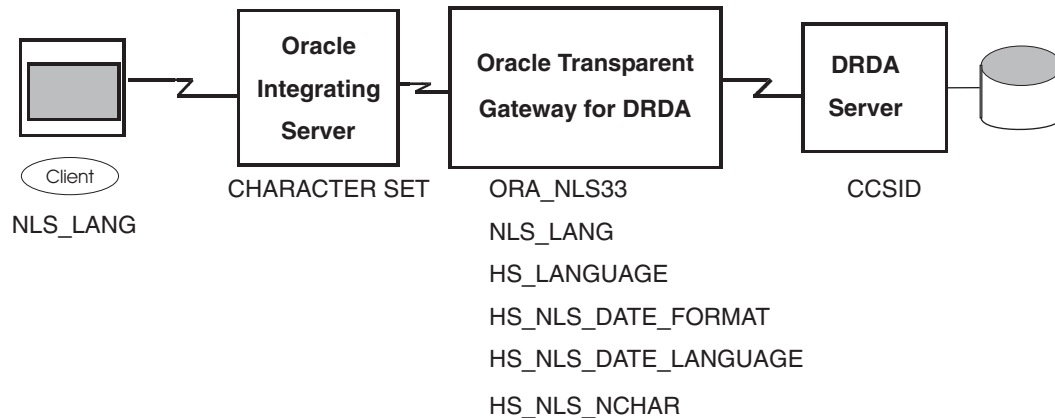 Oracle
Integrating
Server
Oracle Transparent
Gateway for DRDA
DRDA
Server
Client
NLS_LANG
CHARACTER SET
ORA_NLS33
NLS_LANG
HS_LANGUAGE
HS_NLS_DATE_FORMAT
HS_NLS_DATE_LANGUAGE
HS_NLS_NCHAR
CCSID